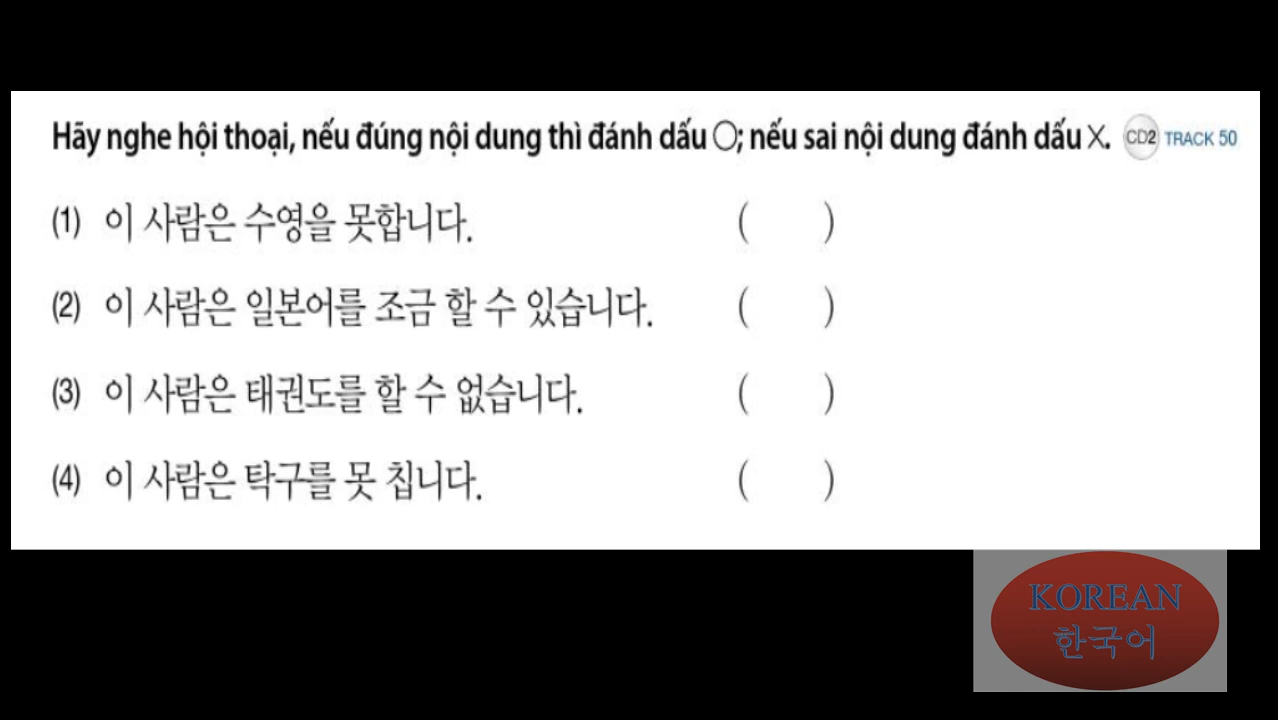 Hãy nghe hội thoại, nếu đúng nội dung thì đánh dấu ○; nếu sai nội dung đánh dấu X. CD2 TRACK 50
(1) 이 사람은 수영을 못합니다. (    )
(2) 이 사람은 일본어를 조금 할 수 있습니다. (    )
(3) 이 사람은 태권도를 할 수 없습니다. (    )
(4) 이 사람은 탁구를 못 칩니다. (    )
KOREAN
한국어